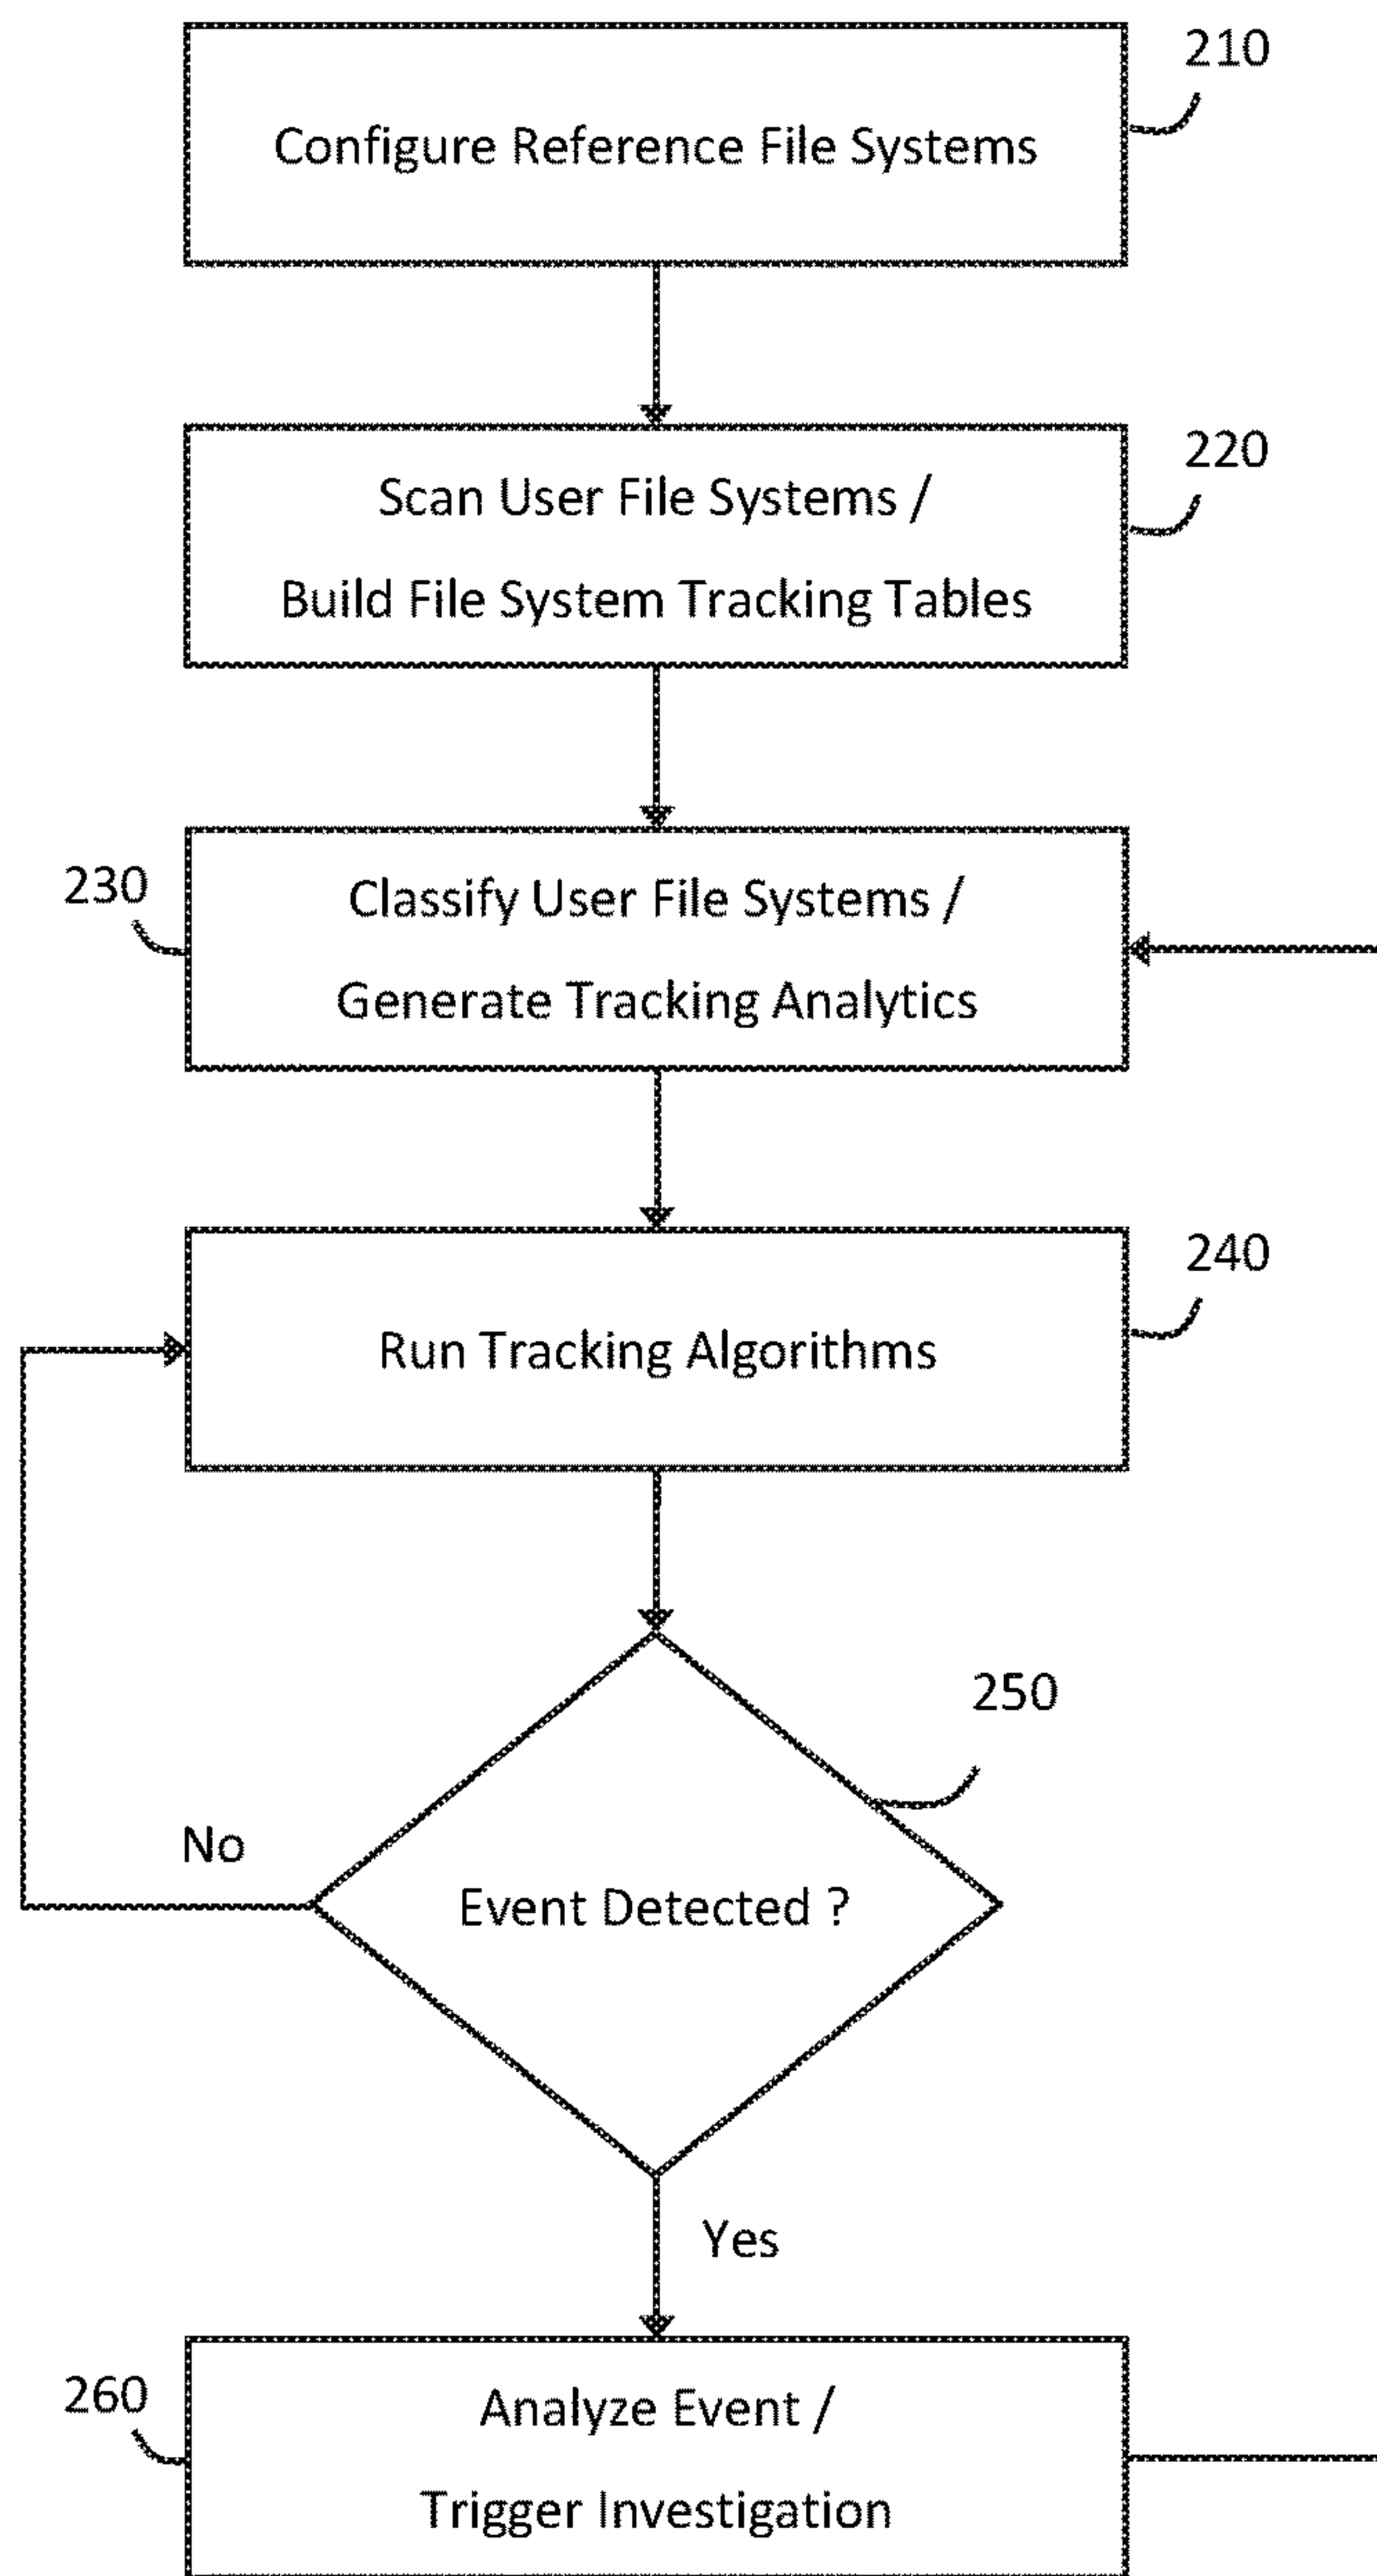 210
Configure Reference File Systems
220
Scan User File Systems /
Build File System Tracking Tables
230
Classify User File Systems /
Generate Tracking Analytics
240
Run Tracking Algorithms
250
No
Event Detected ?
Yes
260
Analyze Event /
Trigger Investigation